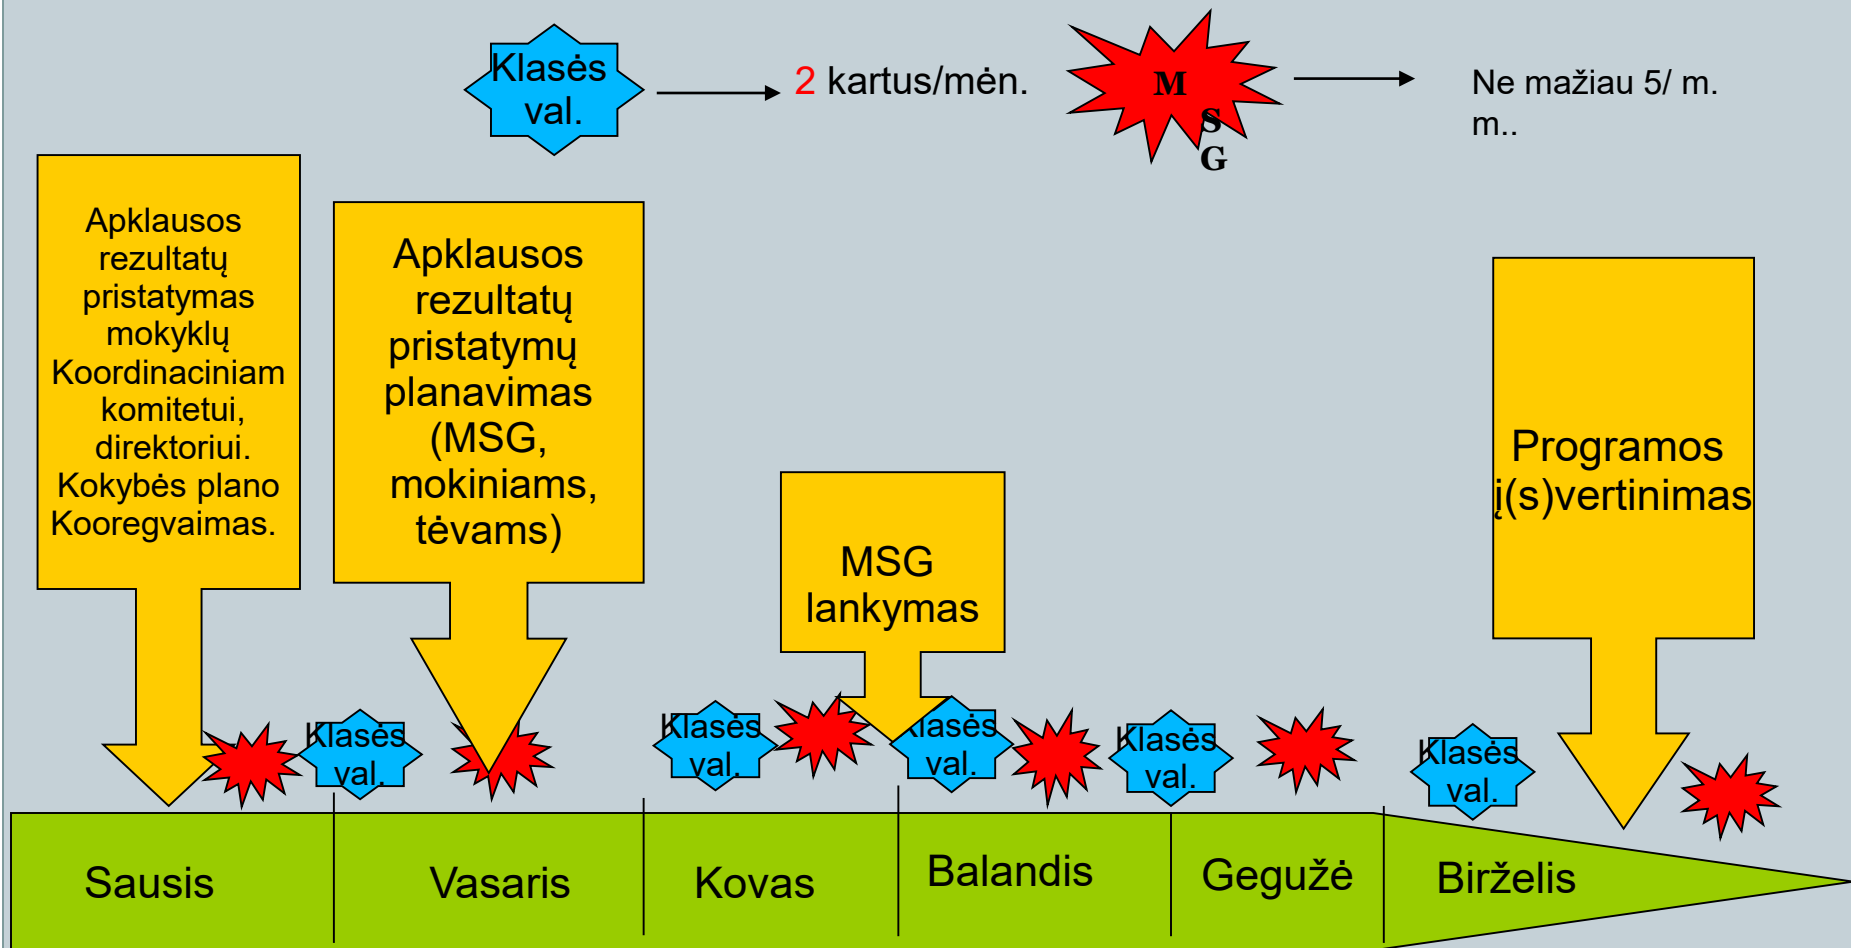 Klasės
val.
2 kartus/mėn.
M
S
G
Ne mažiau 5/ m.
m..
Apklausos
rezultatų
pristatymas
mokyklų
Koordinaciniam
komitetui,
direktoriui.
Kokybės plano
Kooregvaimas.
Apklausos
rezultatų
pristatymų
planavimas
(MSG,
mokiniams,
tėvams)
MSG
lankymas
Programos
į(s)vertinimas
Klasės
val.
Klasės
val.
Klasės
val.
Klasės
val.
Klasės
val.
Sausis
Vasaris
Kovas
Balandis
Gegužė
Birželis